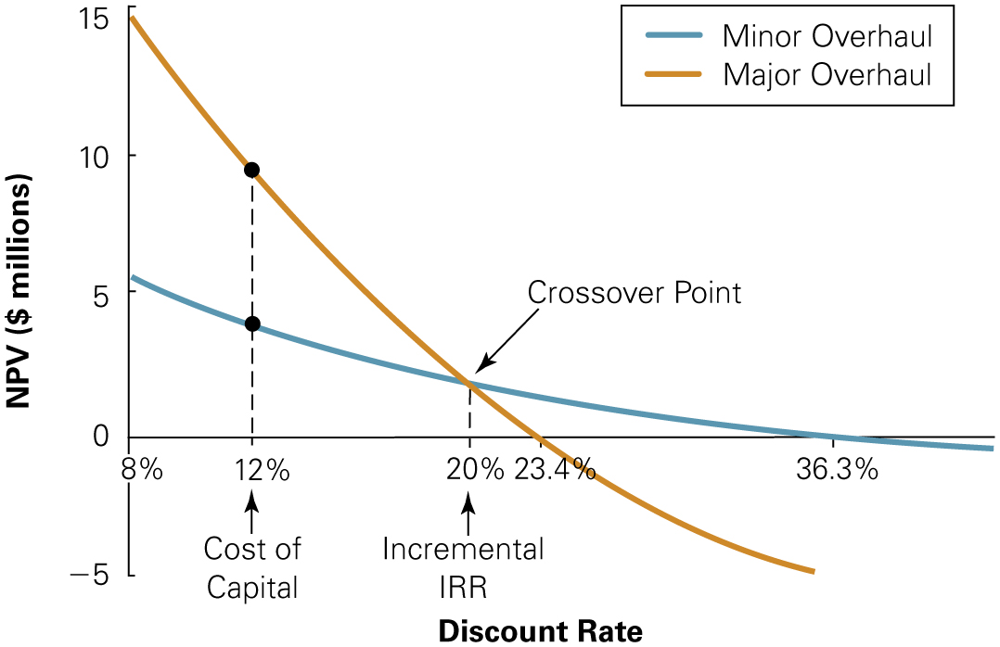 15
10
5
0
−5
NPV ($ millions)
Minor Overhaul
Major Overhaul
Crossover Point
8%
12%
20%
23.4%
36.3%
Cost of
Capital
Incremental
IRR
Discount Rate